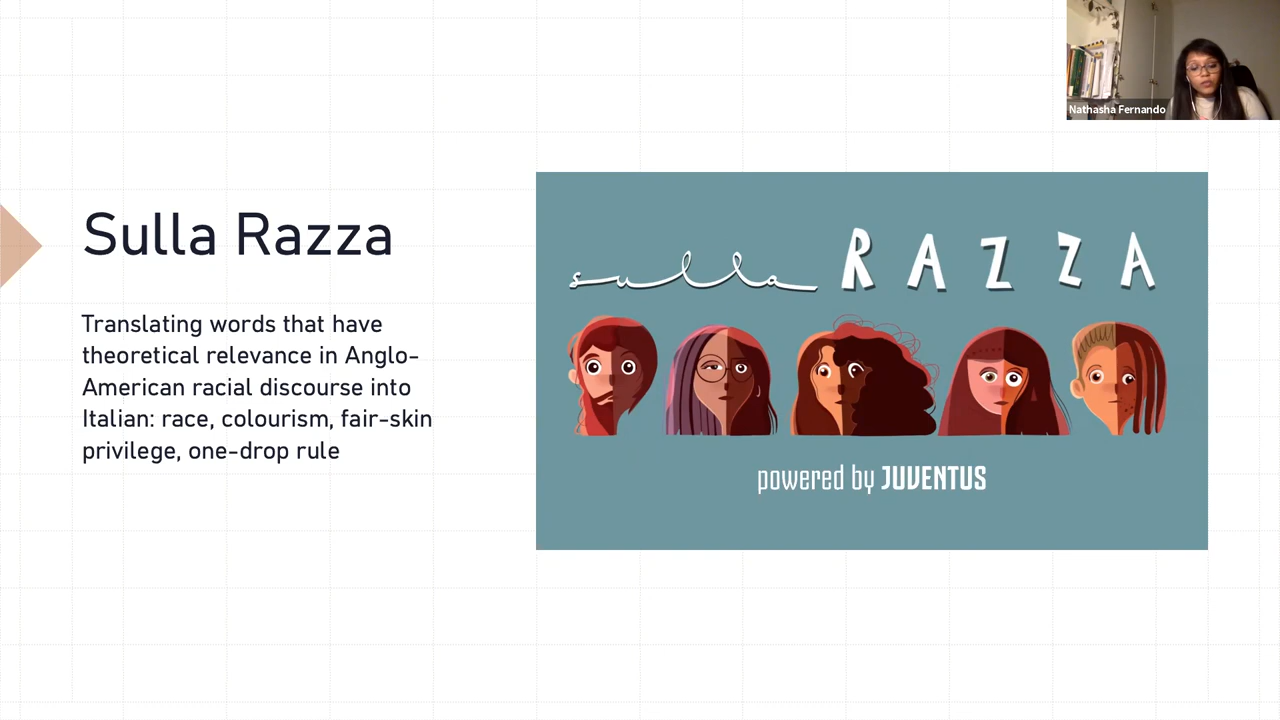 Nathasha Fernando
Sulla Razza
Translating words that have
theoretical relevance in Anglo-
American racial discourse into
Italian: race, colourism, fair-skin
privilege, one-drop rule
sulla RAZZA
powered by JUVENTUS